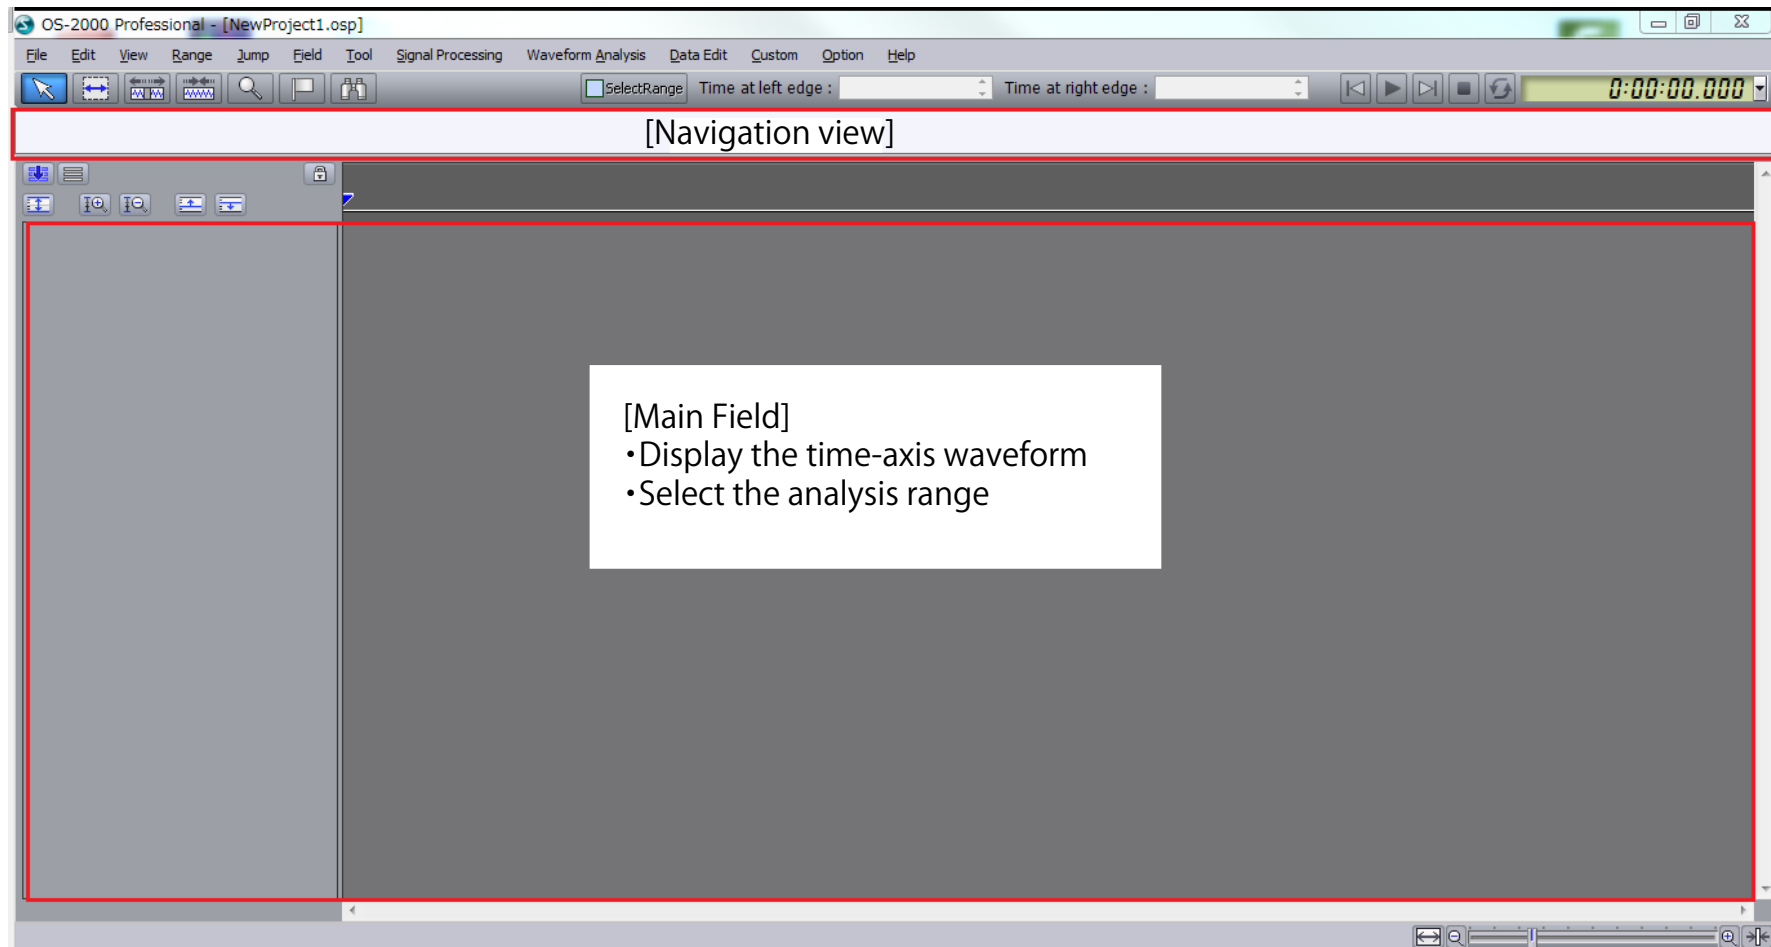 OS-2000 Professional - [NewProject1.osp]
File Edit View Range Jump Field Tool Signal Processing Waveform Analysis Data Edit Custom Option Help
SelectRange Time at left edge : Time at right edge : 0:00:00.000
[Navigation view]
[Main Field]
・Display the time-axis waveform
・Select the analysis range